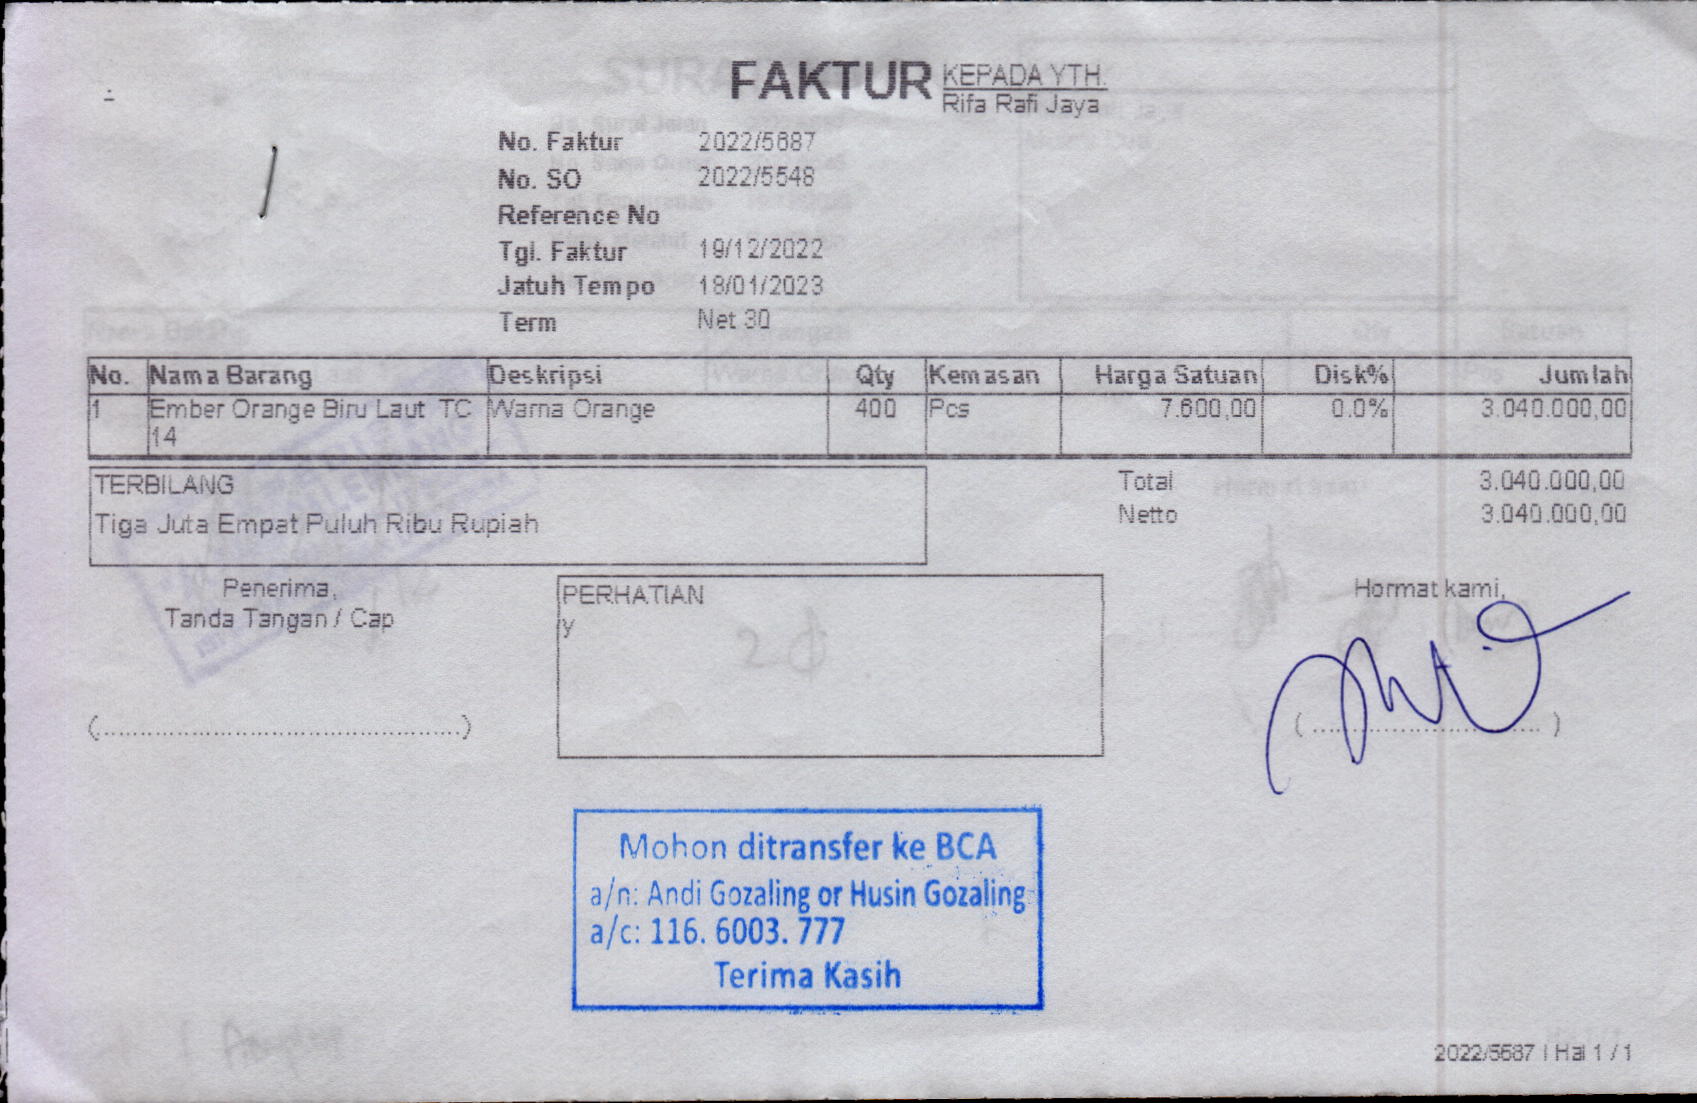 FAKTUR
KEPADA YTH.
Rifa Rafi Jaya
No. Faktur 2022/5687
No. SO 2022/5548
Reference No
Tgl. Faktur 19/12/2022
Jatuh Tempo 18/01/2023
Term Net 30
No. Nama Barang Deskripsi Qty Kemasan Harga Satuan Disk% Jumlah
1 Ember Orange Biru Laut TC Warna Orange 400 Pcs 7.600,00 0.0% 3.040.000,00
14
TERBILANG
Tiga Juta Empat Puluh Ribu Rupiah
Total 3.040.000,00
Netto 3.040.000,00
Penerima,
Tanda Tangan / Cap
(................................................)
PERHATIAN
y
Hormat kami,
(................................)
Mohon ditransfer ke BCA
a/n: Andi Gozaling or Husin Gozaling
a/c: 116. 6003. 777
Terima Kasih
2022/5687 | Hal 1 / 1